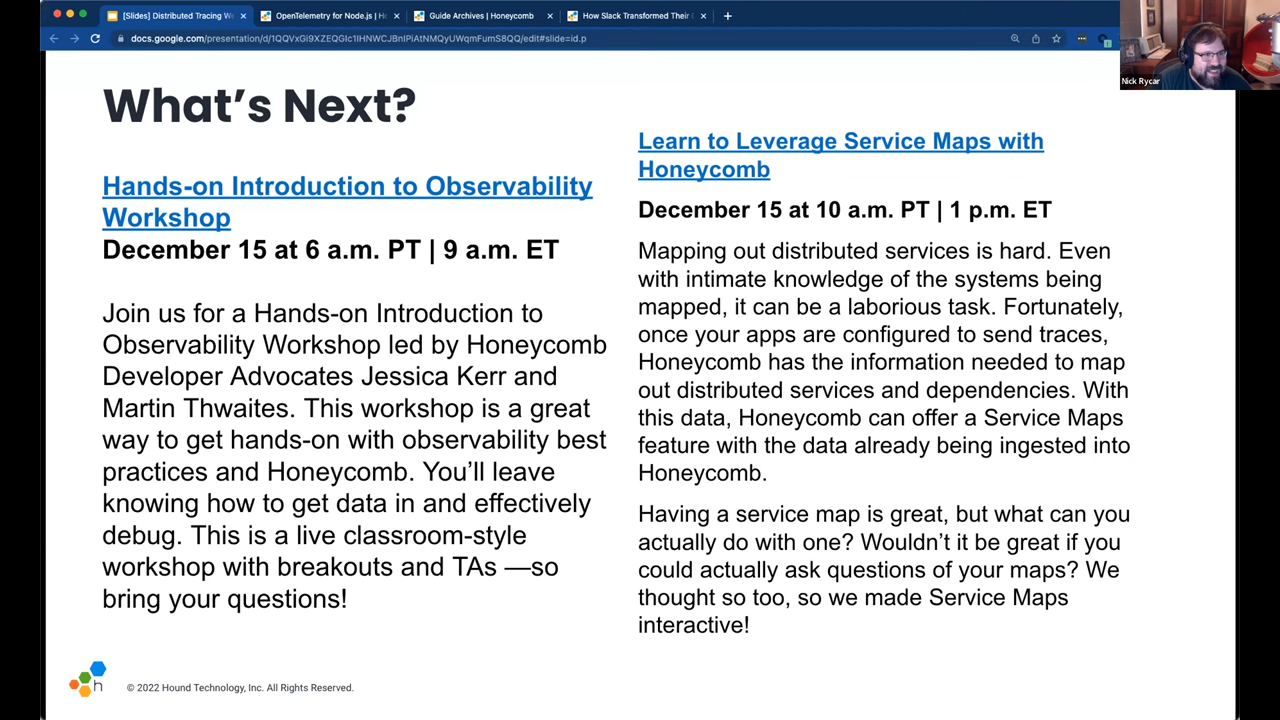 [Slides] Distributed Tracing We
OpenTelemetry for Node.js | Ho
Guide Archives | Honeycomb
How Slack Transformed Their
docs.google.com/presentation/d/1QQVxGi9XZEQGIc1IHNWCJBnIPiAtNMQyUWqmFumS8QQ/edit#slide=id.p
Nick Rycar
What's Next?
Hands-on Introduction to Observability
Workshop
December 15 at 6 a.m. PT | 9 a.m. ET
Join us for a Hands-on Introduction to
Observability Workshop led by Honeycomb
Developer Advocates Jessica Kerr and
Martin Thwaites. This workshop is a great
way to get hands-on with observability best
practices and Honeycomb. You'll leave
knowing how to get data in and effectively
debug. This is a live classroom-style
workshop with breakouts and TAs —so
bring your questions!
Learn to Leverage Service Maps with
Honeycomb
December 15 at 10 a.m. PT | 1 p.m. ET
Mapping out distributed services is hard. Even
with intimate knowledge of the systems being
mapped, it can be a laborious task. Fortunately,
once your apps are configured to send traces,
Honeycomb has the information needed to map
out distributed services and dependencies. With
this data, Honeycomb can offer a Service Maps
feature with the data already being ingested into
Honeycomb.
Having a service map is great, but what can you
actually do with one? Wouldn't it be great if you
could actually ask questions of your maps? We
thought so too, so we made Service Maps
interactive!
h
© 2022 Hound Technology, Inc. All Rights Reserved.